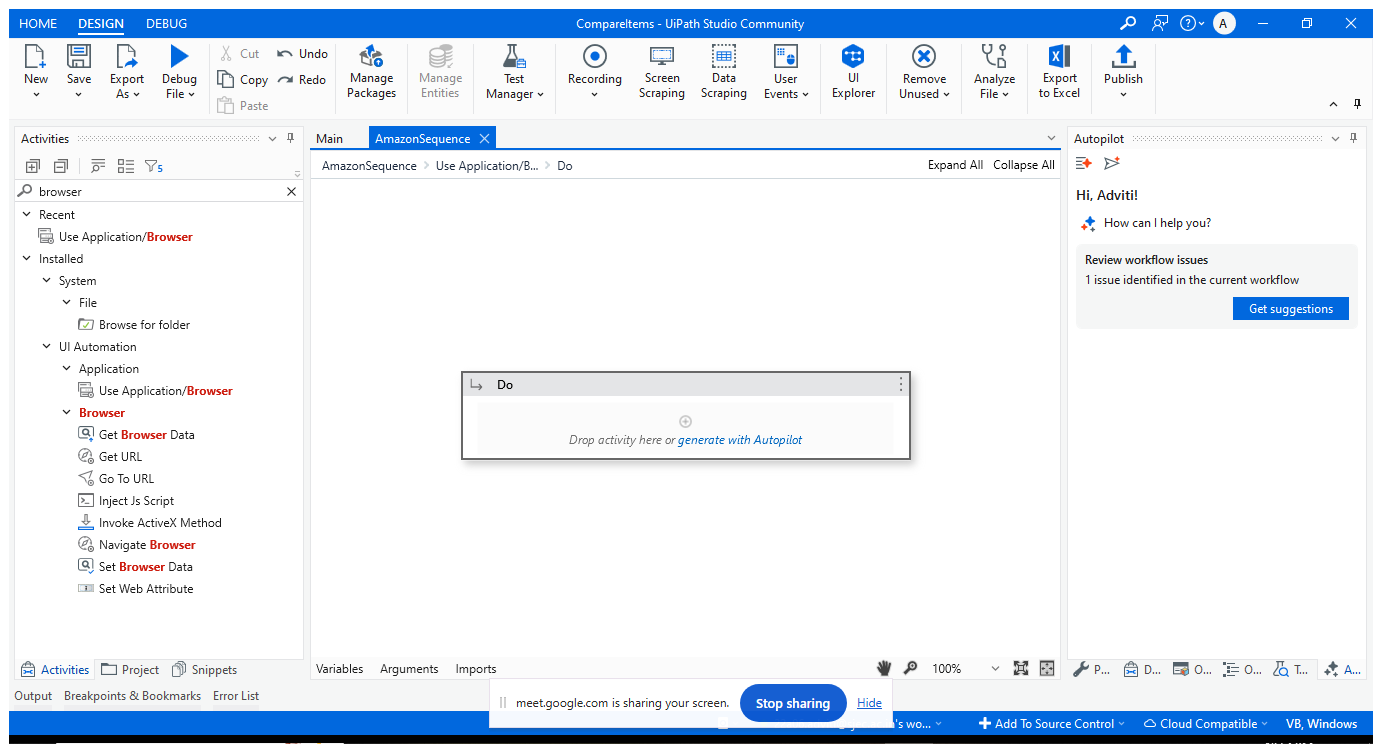 HOME DESIGN DEBUG CompareItems - UiPath Studio Community A
New Save Export As Debug File Cut Copy Paste Undo Redo Manage Packages Manage Entities Test Manager Recording Screen Scraping Data Scraping User Events UI Explorer Remove Unused Analyze File Export to Excel Publish
Activities
5
browser
Recent
Use Application/Browser
Installed
System
File
Browse for folder
UI Automation
Application
Use Application/Browser
Browser
Get Browser Data
Get URL
Go To URL
Inject Js Script
Invoke ActiveX Method
Navigate Browser
Set Browser Data
Set Web Attribute
Activities Project Snippets
Main AmazonSequence
AmazonSequence > Use Application/B... > Do Expand All Collapse All
Do
Drop activity here or generate with Autopilot
Variables Arguments Imports 100%
Autopilot
Hi, Adviti!
How can I help you?
Review workflow issues
1 issue identified in the current workflow
Get suggestions
P... D... O... O... T... A...
Output Breakpoints & Bookmarks Error List
meet.google.com is sharing your screen. Stop sharing Hide
's wo... Add To Source Control Cloud Compatible VB, Windows